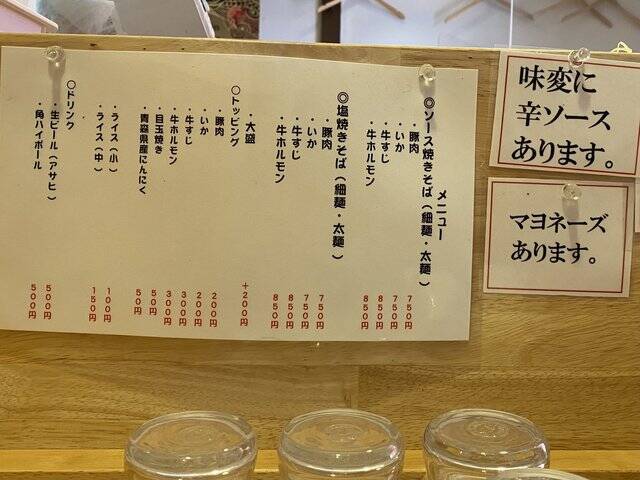 メニュー
◎ソース焼きそば(細麺・太麺)
・豚肉 750円
・いか 750円
・牛すじ 850円
・牛ホルモン 850円
◎塩焼きそば(細麺・太麺)
・豚肉 750円
・いか 750円
・牛すじ 850円
・牛ホルモン 850円
・大盛 +200円
○トッピング
・豚肉 200円
・いか 200円
・牛すじ 300円
・牛ホルモン 300円
・目玉焼き 50円
・青森県産にんにく 50円
・ライス(小) 100円
・ライス(中) 150円
○ドリンク
・生ビール(アサヒ) 500円
・角ハイボール 500円
味変に
辛ソース
あります。
マヨネーズ
あります。